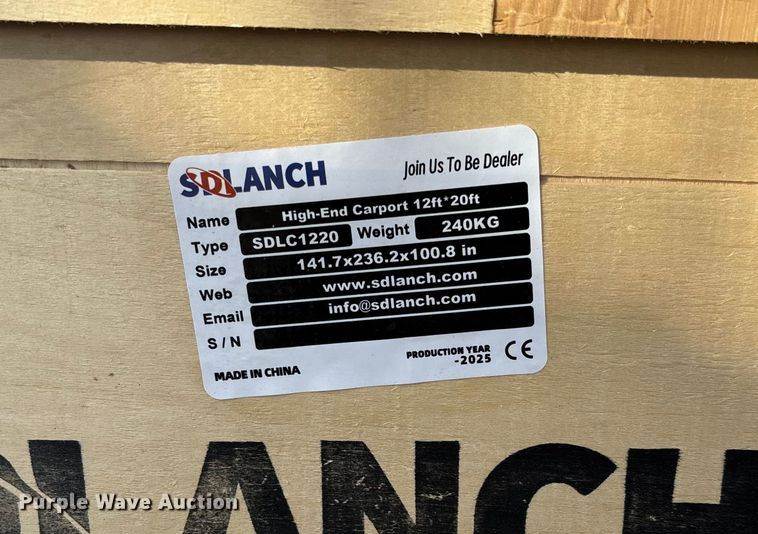 SDLANCH Join Us To Be Dealer
Name High-End Carport 12ft*20ft
Type SDLC1220 Weight 240KG
Size 141.7x236.2x100.8 in
Web www.sdlanch.com
Email info@sdlanch.com
S / N
PRODUCTION YEAR
-2025 CE
MADE IN CHINA
DLANCH
Purple Wave Auction